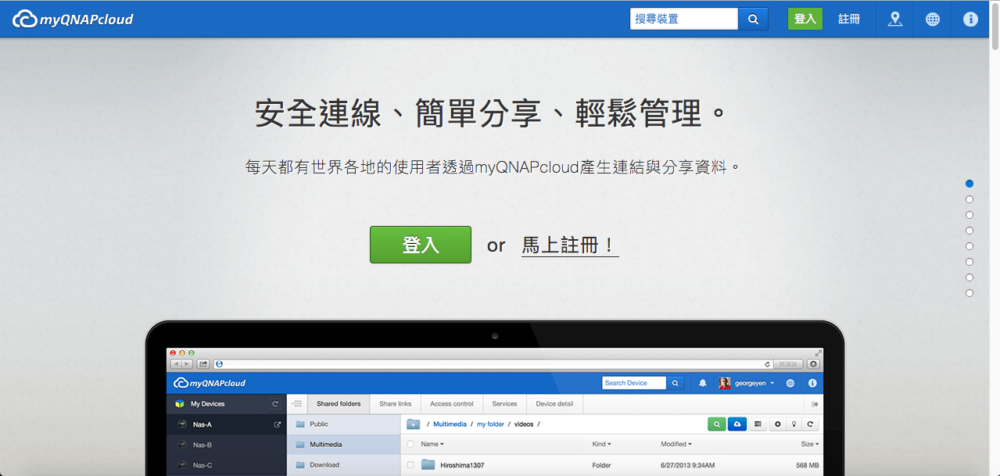 myQNAPcloud
搜尋裝置
登入
註冊
安全連線、簡單分享、輕鬆管理。
每天都有世界各地的使用者透過myQNAPcloud產生連結與分享資料。
登入 or 馬上註冊！
閱讀器
myQNAPcloud
Search Device
georgeyen
My Devices
Shared folders
Share links
Access control
Services
Device detail
Nas-A
Public
/ Multimedia / my folder / videos /
Nas-B
Multimedia
Name
Kind
Modified
Size
Nas-C
Download
Hiroshima1307
Folder
6/27/2013 9:34AM
568 MB